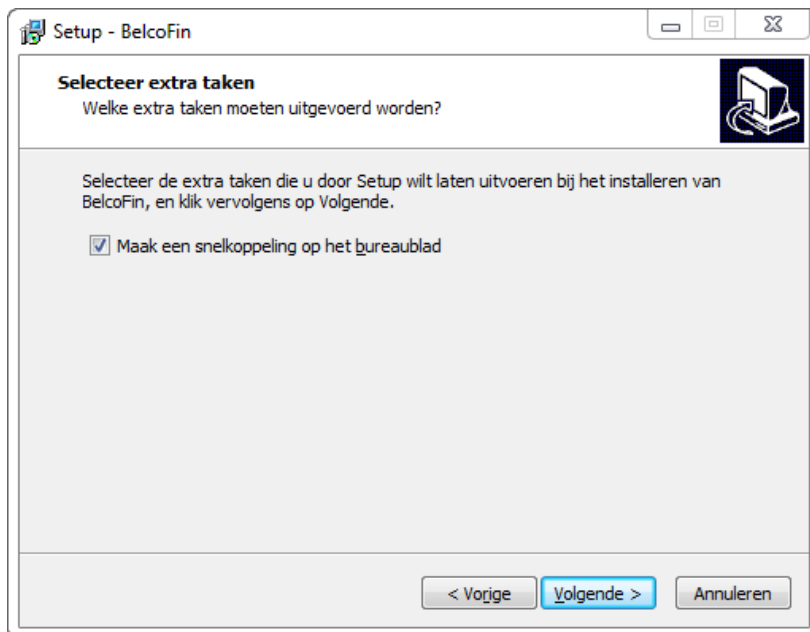 Setup - BelcoFin
Selecteer extra taken
Welke extra taken moeten uitgevoerd worden?
Selecteer de extra taken die u door Setup wilt laten uitvoeren bij het installeren van
BelcoFin, en klik vervolgens op Volgende.
Maak een snelkoppeling op het bureaublad
< Vorige
Volgende >
Annuleren